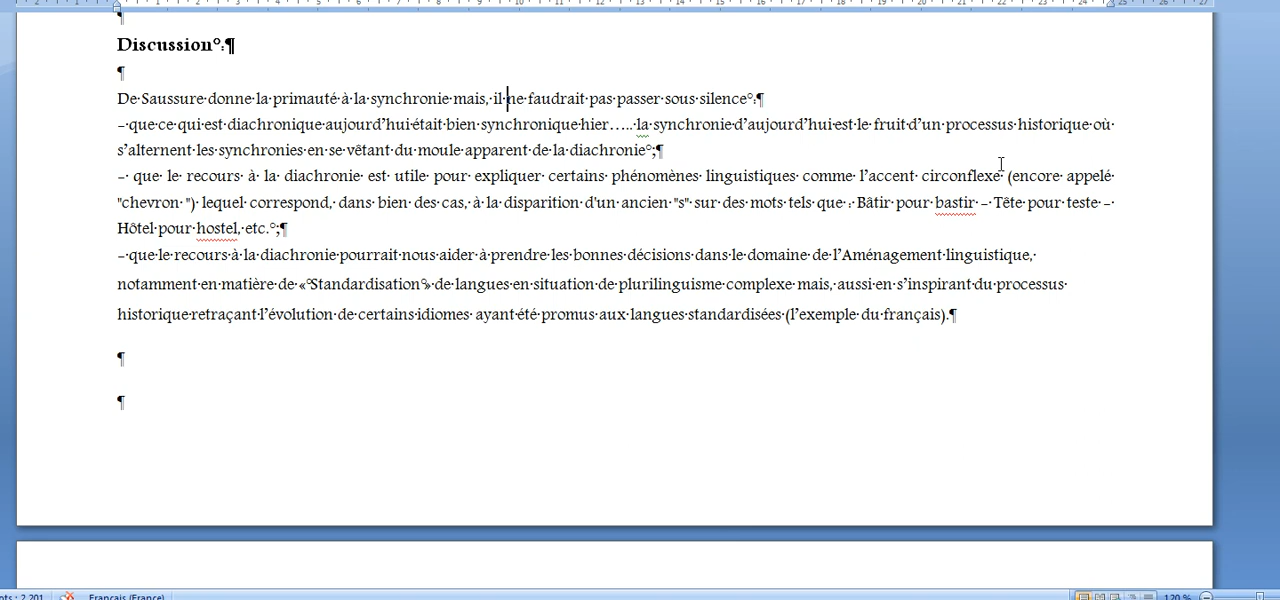 Discussion :
De Saussure donne la primauté à la synchronie mais, il ne faudrait pas passer sous silence :
– que ce qui est diachronique aujourd’hui était bien synchronique hier….. la synchronie d’aujourd’hui est le fruit d’un processus historique où
s’alternent les synchronies en se vêtant du moule apparent de la diachronie ;
– que le recours à la diachronie est utile pour expliquer certains phénomènes linguistiques comme l’accent circonflexe (encore appelé
"chevron ") lequel correspond, dans bien des cas, à la disparition d'un ancien "s" sur des mots tels que : Bâtir pour bastir – Tête pour teste –
Hôtel pour hostel, etc. ;
– que le recours à la diachronie pourrait nous aider à prendre les bonnes décisions dans le domaine de l’Aménagement linguistique,
notamment en matière de « Standardisation » de langues en situation de plurilinguisme complexe mais, aussi en s’inspirant du processus
historique retraçant l’évolution de certains idiomes ayant été promus aux langues standardisées (l’exemple du français).
: 2 201 Français (France) 120 %